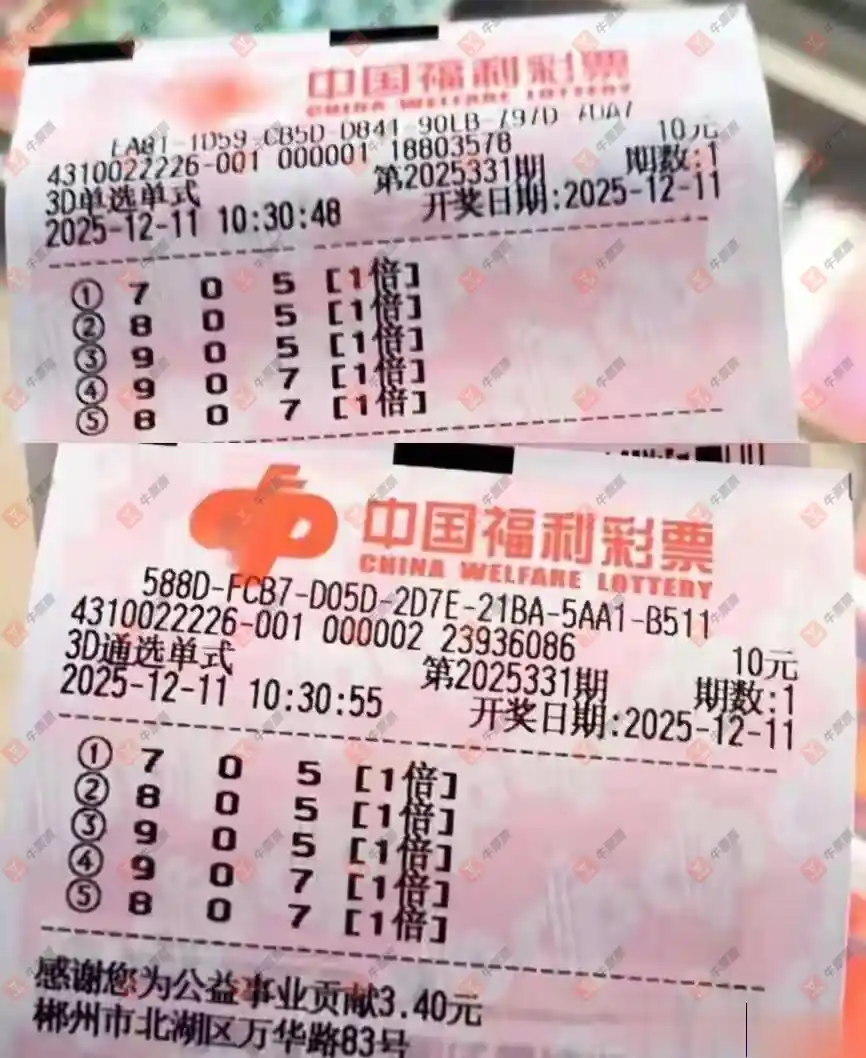 中国福利彩票
CHINA WELFARE LOTTERY
4310022226-001 000001 18803578 10元
3D单选单式 第2025331期 期数:1
2025-12-11 10:30:48 开奖日期:2025-12-11
① 7 0 5 [1倍]
② 8 0 5 [1倍]
③ 9 0 5 [1倍]
④ 9 0 7 [1倍]
⑤ 8 0 7 [1倍]
中国福利彩票
CHINA WELFARE LOTTERY
588D-FCB7-D05D-2D7E-21BA-5AA1-B511
4310022226-001 000002 23936086 10元
3D通选单式 第2025331期 期数:1
2025-12-11 10:30:55 开奖日期:2025-12-11
① 7 0 5 [1倍]
② 8 0 5 [1倍]
③ 9 0 5 [1倍]
④ 9 0 7 [1倍]
⑤ 8 0 7 [1倍]
感谢您为公益事业贡献3.40元
郴州市北湖区万华路83号